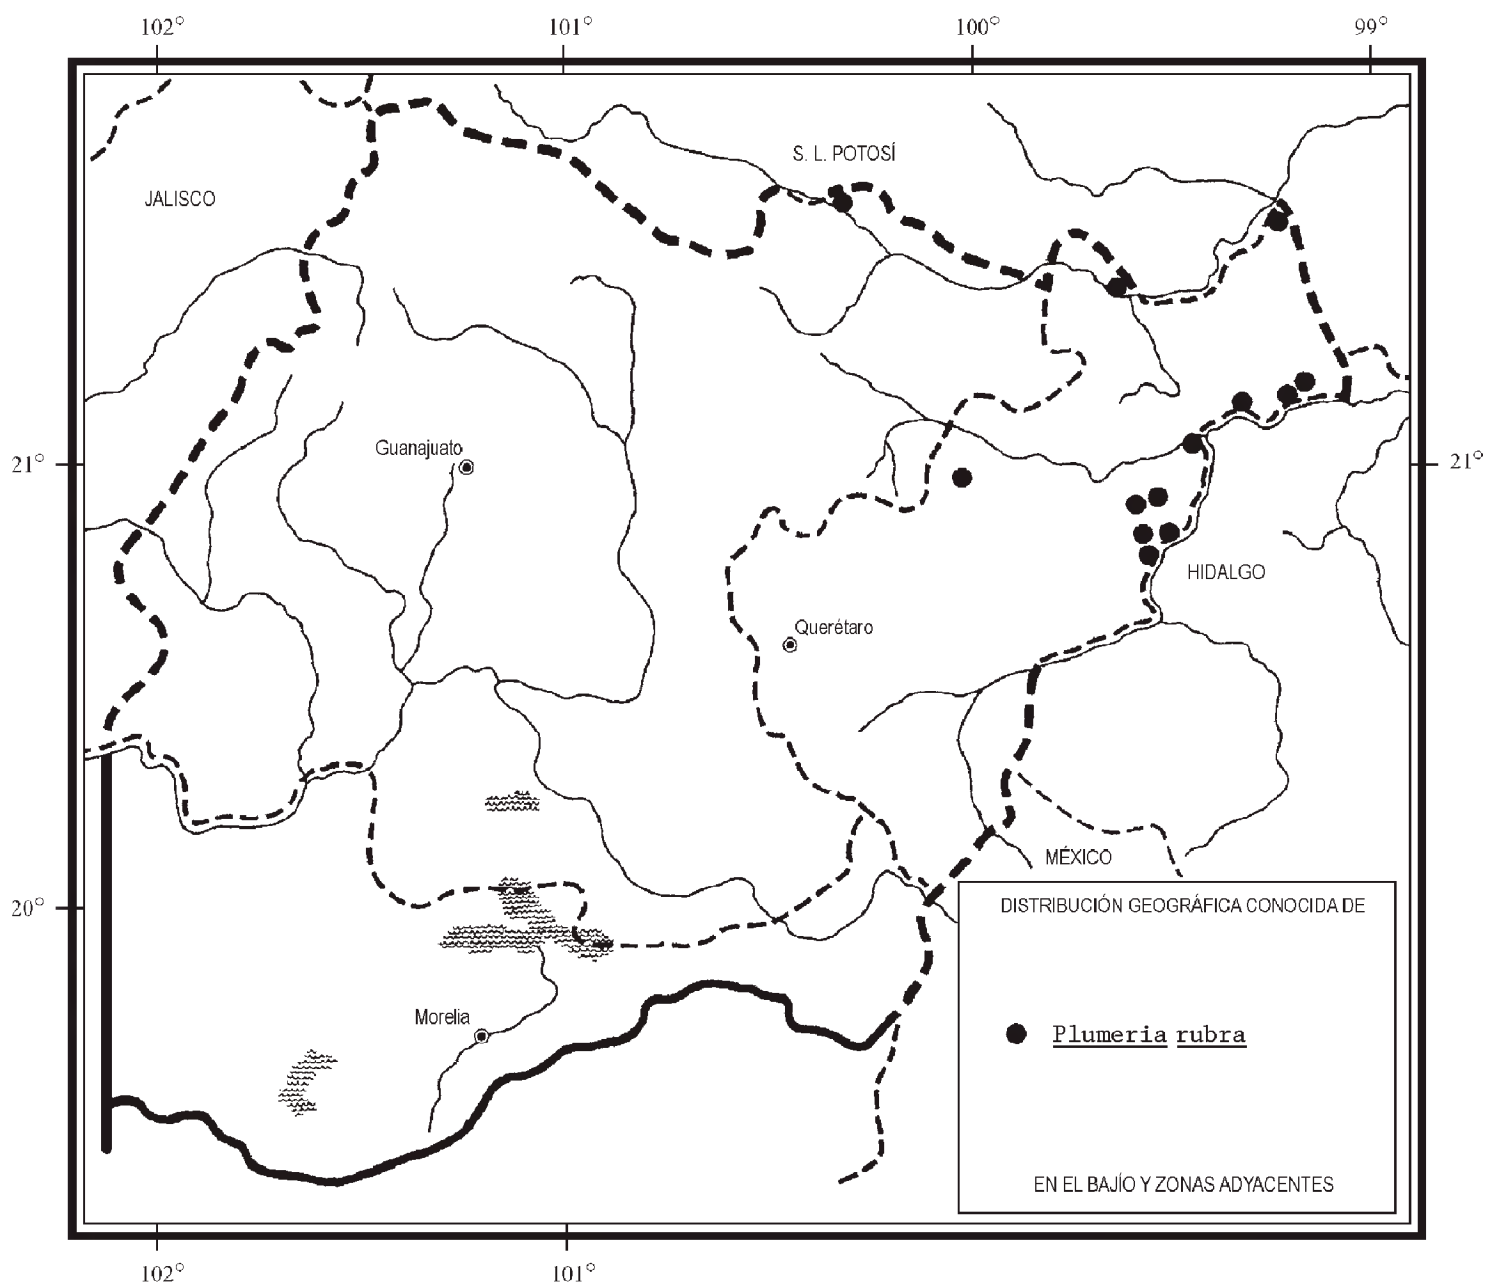 102° 101° 100° 99°
S. L. POTOSÍ
JALISCO
Guanajuato
21° 21°
HIDALGO
Querétaro
MÉXICO
20°
DISTRIBUCIÓN GEOGRÁFICA CONOCIDA DE
Morelia
Plumeria rubra
EN EL BAJÍO Y ZONAS ADYACENTES
102° 101°